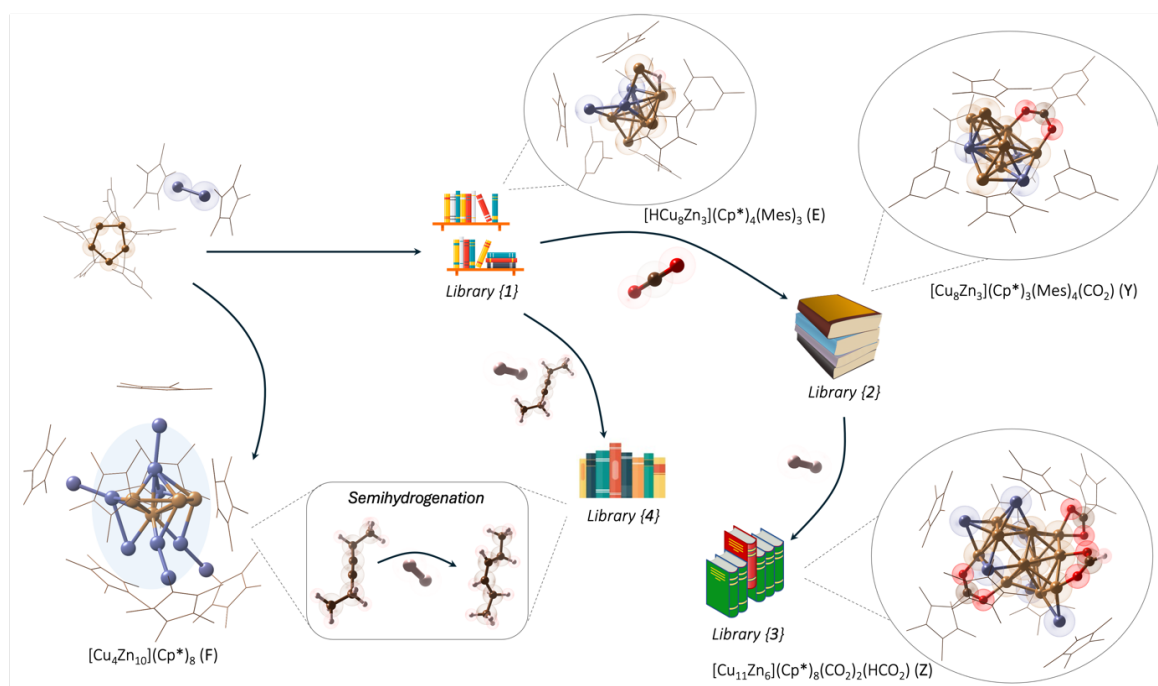 [HCu₈Zn₃](Cp*)₄(Mes)₃ (E)
Library {1}
[Cu₈Zn₃](Cp*)₃(Mes)₄(CO₂) (Y)
Library {2}
Library {4}
Semihydrogenation
[Cu₄Zn₁₀](Cp*)₈ (F)
Library {3}
[Cu₁₁Zn₆](Cp*)₈(CO₂)₂(HCO₂) (Z)